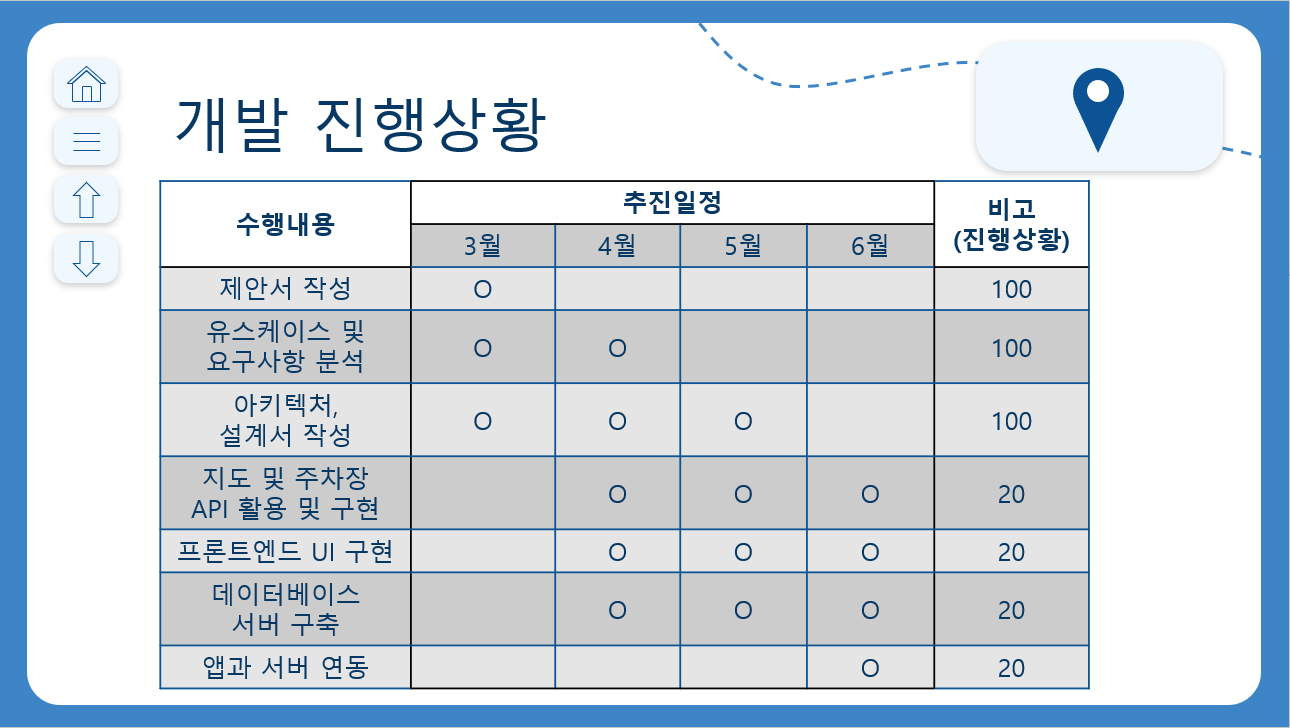 개발 진행상황
수행내용 추진일정 비고
(진행상황)
3월 4월 5월 6월
제안서 작성 O 100
유스케이스 및
요구사항 분석 O O 100
아키텍처,
설계서 작성 O O O 100
지도 및 주차장
API 활용 및 구현 O O O 20
프론트엔드 UI 구현 O O O 20
데이터베이스
서버 구축 O O O 20
앱과 서버 연동 O 20